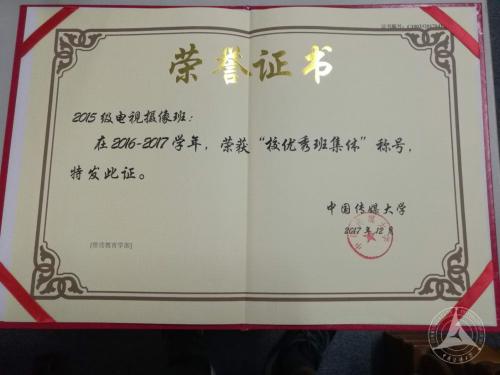 荣誉证书
2015级电视摄像班：
在2016-2017学年，荣获“校优秀班集体”称号，
特发此证。
中国传媒大学
2017年12月